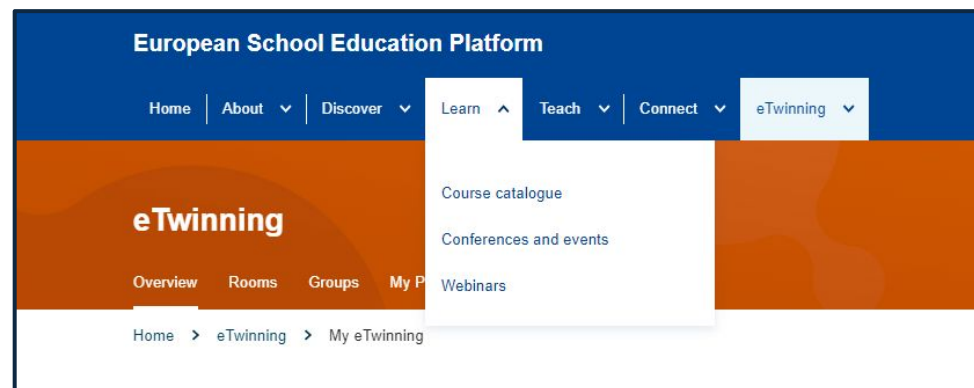 European School Education Platform
Home About Discover Learn Teach Connect eTwinning
Course catalogue
eTwinning
Conferences and events
Overview Rooms Groups My P Webinars
Home > eTwinning > My eTwinning